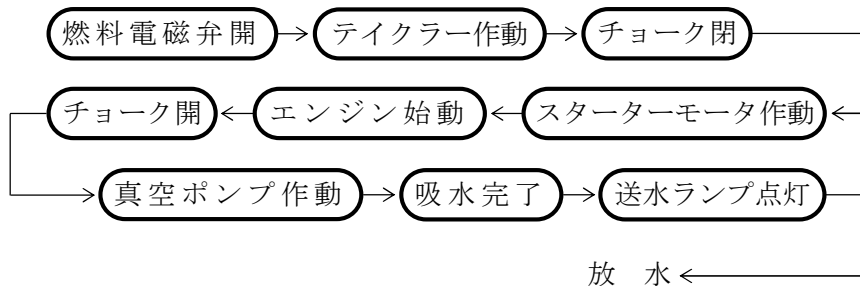 燃料電磁弁開→テイクラー作動→チョーク閉
チョーク開←エンジン始動←スターターモータ作動←
→真空ポンプ作動→吸水完了→送水ランプ点灯
放　水←